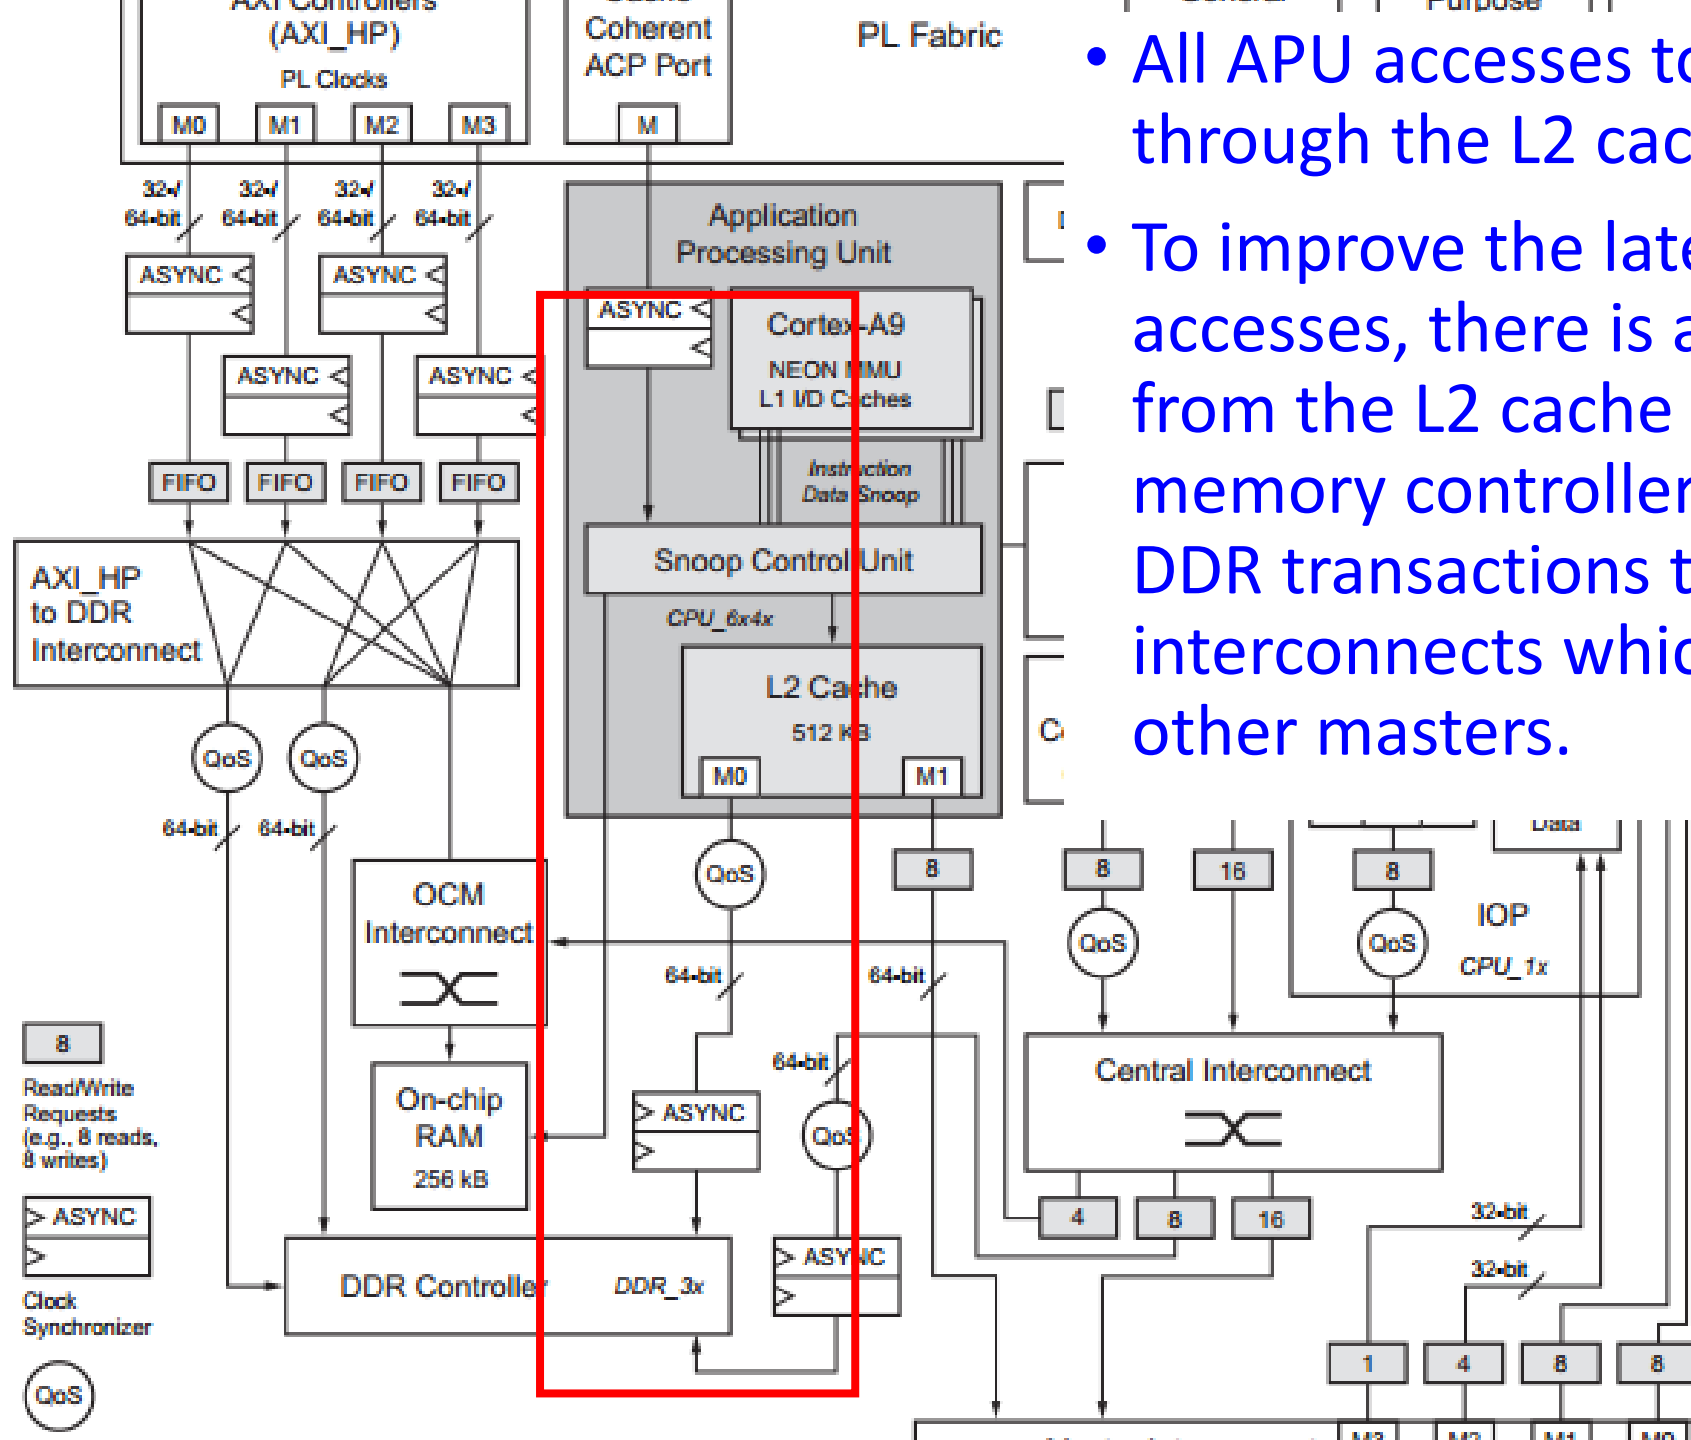 AXI Controllers
(AXI_HP)
PL Clocks
M0 M1 M2 M3
Coherent
ACP Port
M
PL Fabric
General
Purpose
• All APU accesses to
through the L2
• To improve the
accesses, there is a
from the L2 cache
memory controller
DDR transactions
interconnects
other masters.
32-/
64-bit
32-/
64-bit
32-/
64-bit
32-/
64-bit
ASYNC
ASYNC
ASYNC
ASYNC
FIFO FIFO FIFO FIFO
AXI_HP
to DDR
Interconnect
QoS QoS
64-bit 64-bit
Application
Processing Unit
ASYNC
Cortex-A9
NEON MMU
L1 I/D Caches
Instruction
Data Snoop
Snoop Control Unit
CPU_6x4x
L2 Cache
512 KB
M0 M1
QoS
8
64-bit 64-bit
OCM
Interconnect
On-chip
RAM
256 kB
ASYNC
64-bit
QoS
ASYNC
DDR Controller DDR_3x
8 16 8
Data
QoS QoS
IOP
CPU_1x
Central Interconnect
4 8 16
32-bit
32-bit
1 4 8 8
M3 M2 M1 M0
8
Read/Write
Requests
(e.g., 8 reads,
8 writes)
ASYNC
Clock
Synchronizer
QoS